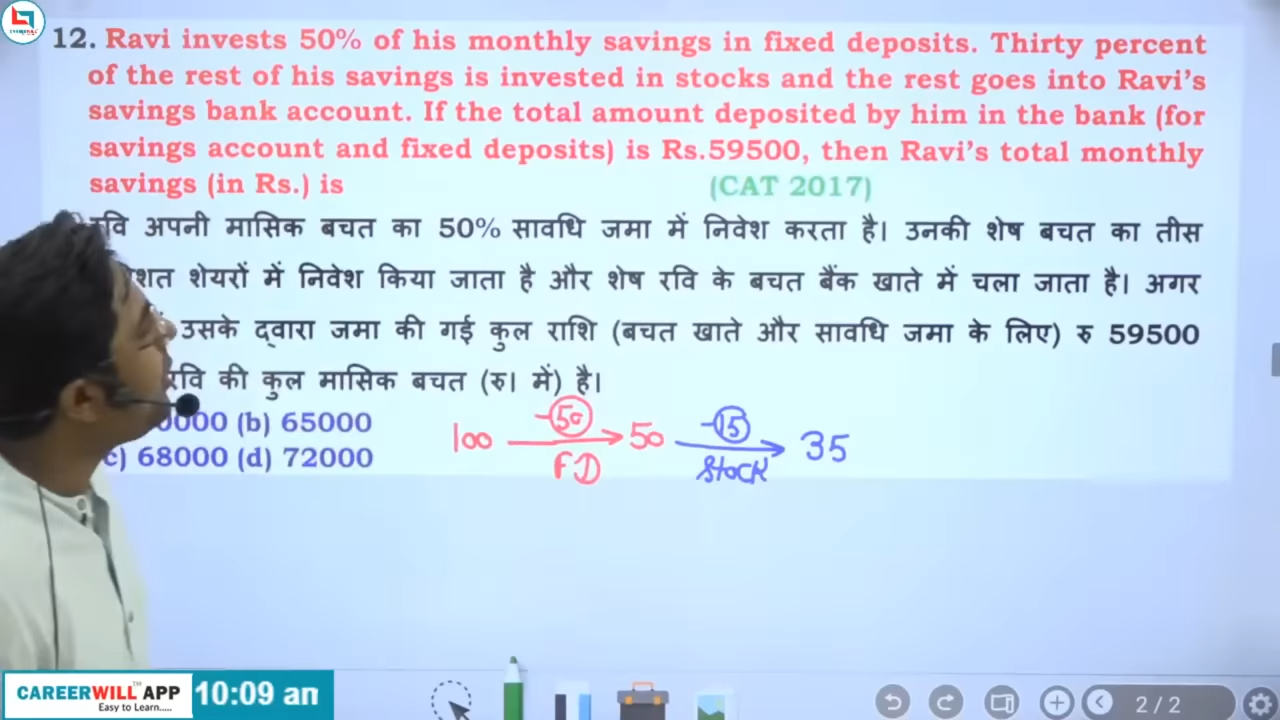 CAREERWILL
12. Ravi invests 50% of his monthly savings in fixed deposits. Thirty percent
of the rest of his savings is invested in stocks and the rest goes into Ravi's
savings bank account. If the total amount deposited by him in the bank (for
savings account and fixed deposits) is Rs.59500, then Ravi's total monthly
savings (in Rs.) is (CAT 2017)
अपनी मासिक बचत का 50% सावधि जमा में निवेश करता है। उनकी शेष बचत का तीस
शेयरों में निवेश किया जाता है और शेष रवि के बचत बैंक खाते में चला जाता है। अगर
उसके द्वारा जमा की गई कुल राशि (बचत खाते और सावधि जमा के लिए) रु 59500
रवि की कुल मासिक बचत (रु। में) है।
(b) 65000
c) 68000 (d) 72000
100 -50 FD 50 -15 Stock 35
CAREERWILL APP
Easy to Learn.....
10:09 am
2 / 2